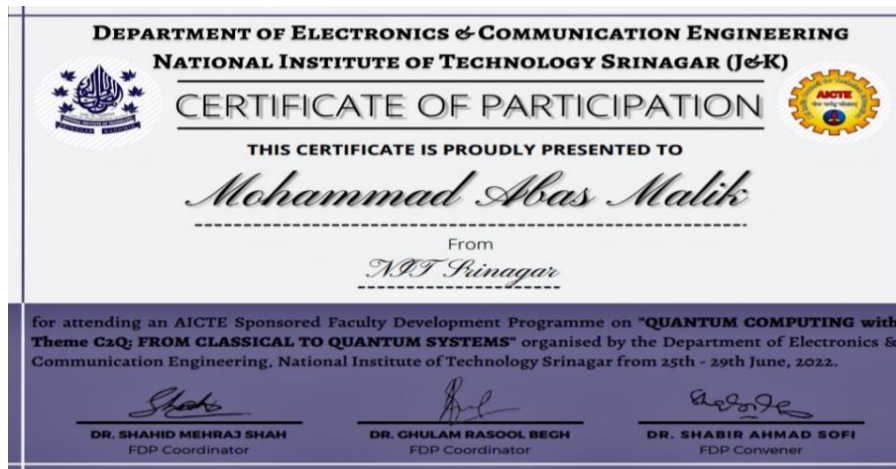 DEPARTMENT OF ELECTRONICS & COMMUNICATION ENGINEERING
NATIONAL INSTITUTE OF TECHNOLOGY SRINAGAR (J&K)
CERTIFICATE OF PARTICIPATION
AICTE
THIS CERTIFICATE IS PROUDLY PRESENTED TO
Mohammad Abas Malik
From
NIT Srinagar
for attending an AICTE Sponsored Faculty Development Programme on "QUANTUM COMPUTING with
Theme C2Q: FROM CLASSICAL TO QUANTUM SYSTEMS" organised by the Department of Electronics &
Communication Engineering, National Institute of Technology Srinagar from 25th - 29th June, 2022.
DR. SHAHID MEHRAJ SHAH
FDP Coordinator
DR. GHULAM RASOOL BEGH
FDP Coordinator
DR. SHABIR AHMAD SOFI
FDP Convener